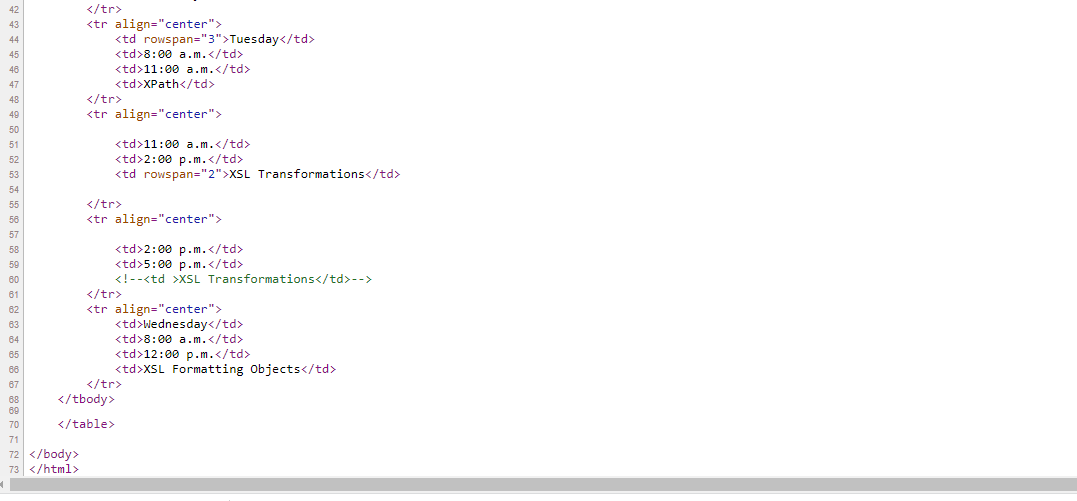 42 </tr>
43 <tr align="center">
44 <td rowspan="3">Tuesday</td>
45 <td>8:00 a.m.</td>
46 <td>11:00 a.m.</td>
47 <td>XPath</td>
48 </tr>
49 <tr align="center">
50
51 <td>11:00 a.m.</td>
52 <td>2:00 p.m.</td>
53 <td rowspan="2">XSL Transformations</td>
54
55 </tr>
56 <tr align="center">
57
58 <td>2:00 p.m.</td>
59 <td>5:00 p.m.</td>
60 <!--<td >XSL Transformations</td>-->
61 </tr>
62 <tr align="center">
63 <td>Wednesday</td>
64 <td>8:00 a.m.</td>
65 <td>12:00 p.m.</td>
66 <td>XSL Formatting Objects</td>
67 </tr>
68 </tbody>
69
70 </table>
71
72 </body>
73 </html>